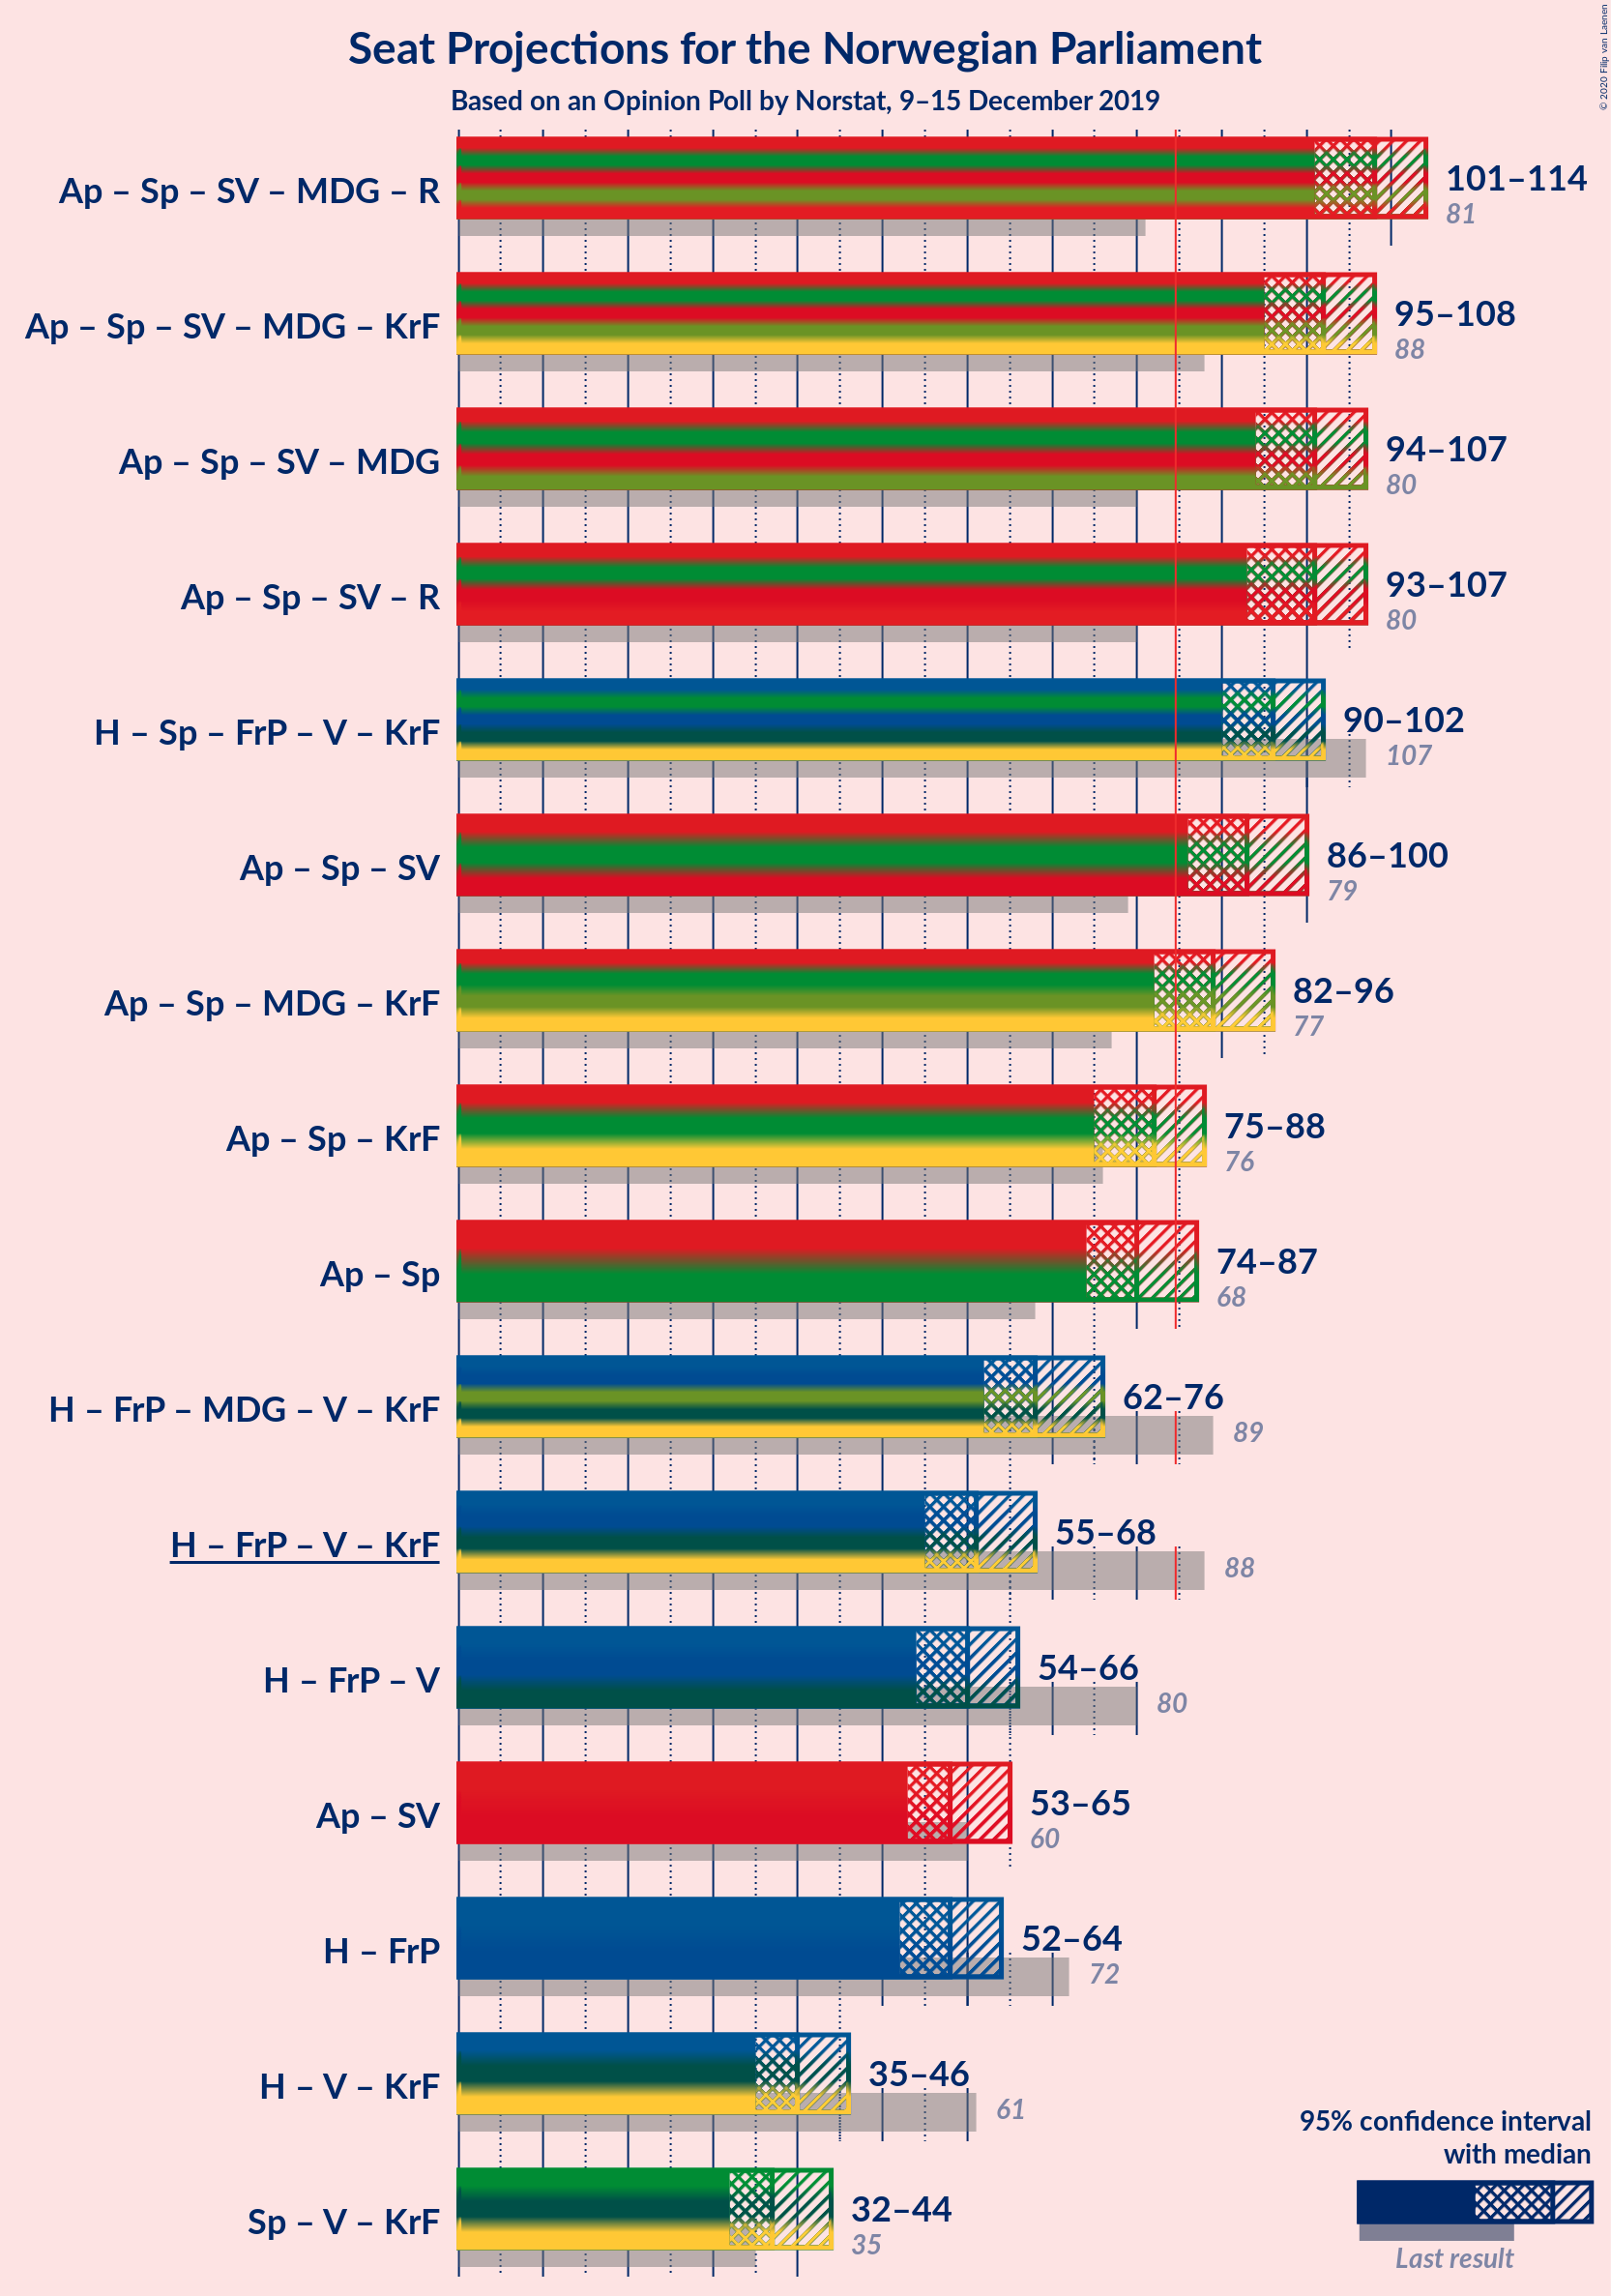 Seat Projections for the Norwegian Parliament
Based on an Opinion Poll by Norstat, 9–15 December 2019
© 2020 Filip van Laenen
Ap – Sp – SV – MDG – R
101–114
81
Ap – Sp – SV – MDG – KrF
95–108
88
Ap – Sp – SV – MDG
94–107
80
Ap – Sp – SV – R
93–107
80
H – Sp – FrP – V – KrF
90–102
107
Ap – Sp – SV
86–100
79
Ap – Sp – MDG – KrF
82–96
77
Ap – Sp – KrF
75–88
76
Ap – Sp
74–87
68
H – FrP – MDG – V – KrF
62–76
89
H – FrP – V – KrF
55–68
88
H – FrP – V
54–66
80
Ap – SV
53–65
60
H – FrP
52–64
72
H – V – KrF
35–46
61
Sp – V – KrF
32–44
35
95% confidence interval
with median
Last result